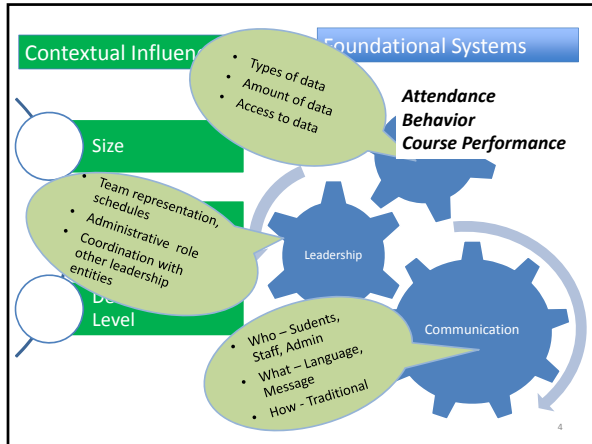 Contextual Influen
Foundational Systems
• Types of data
• Amount of data
• Access to data
Attendance
Behavior
Course Performance
Size
• Team representation,
schedules
• Administrative role
• Coordination with
other leadership
entities
Level
Leadership
Communication
• Who – Sudents,
Staff, Admin
• What – Language,
Message
• How - Traditional
4